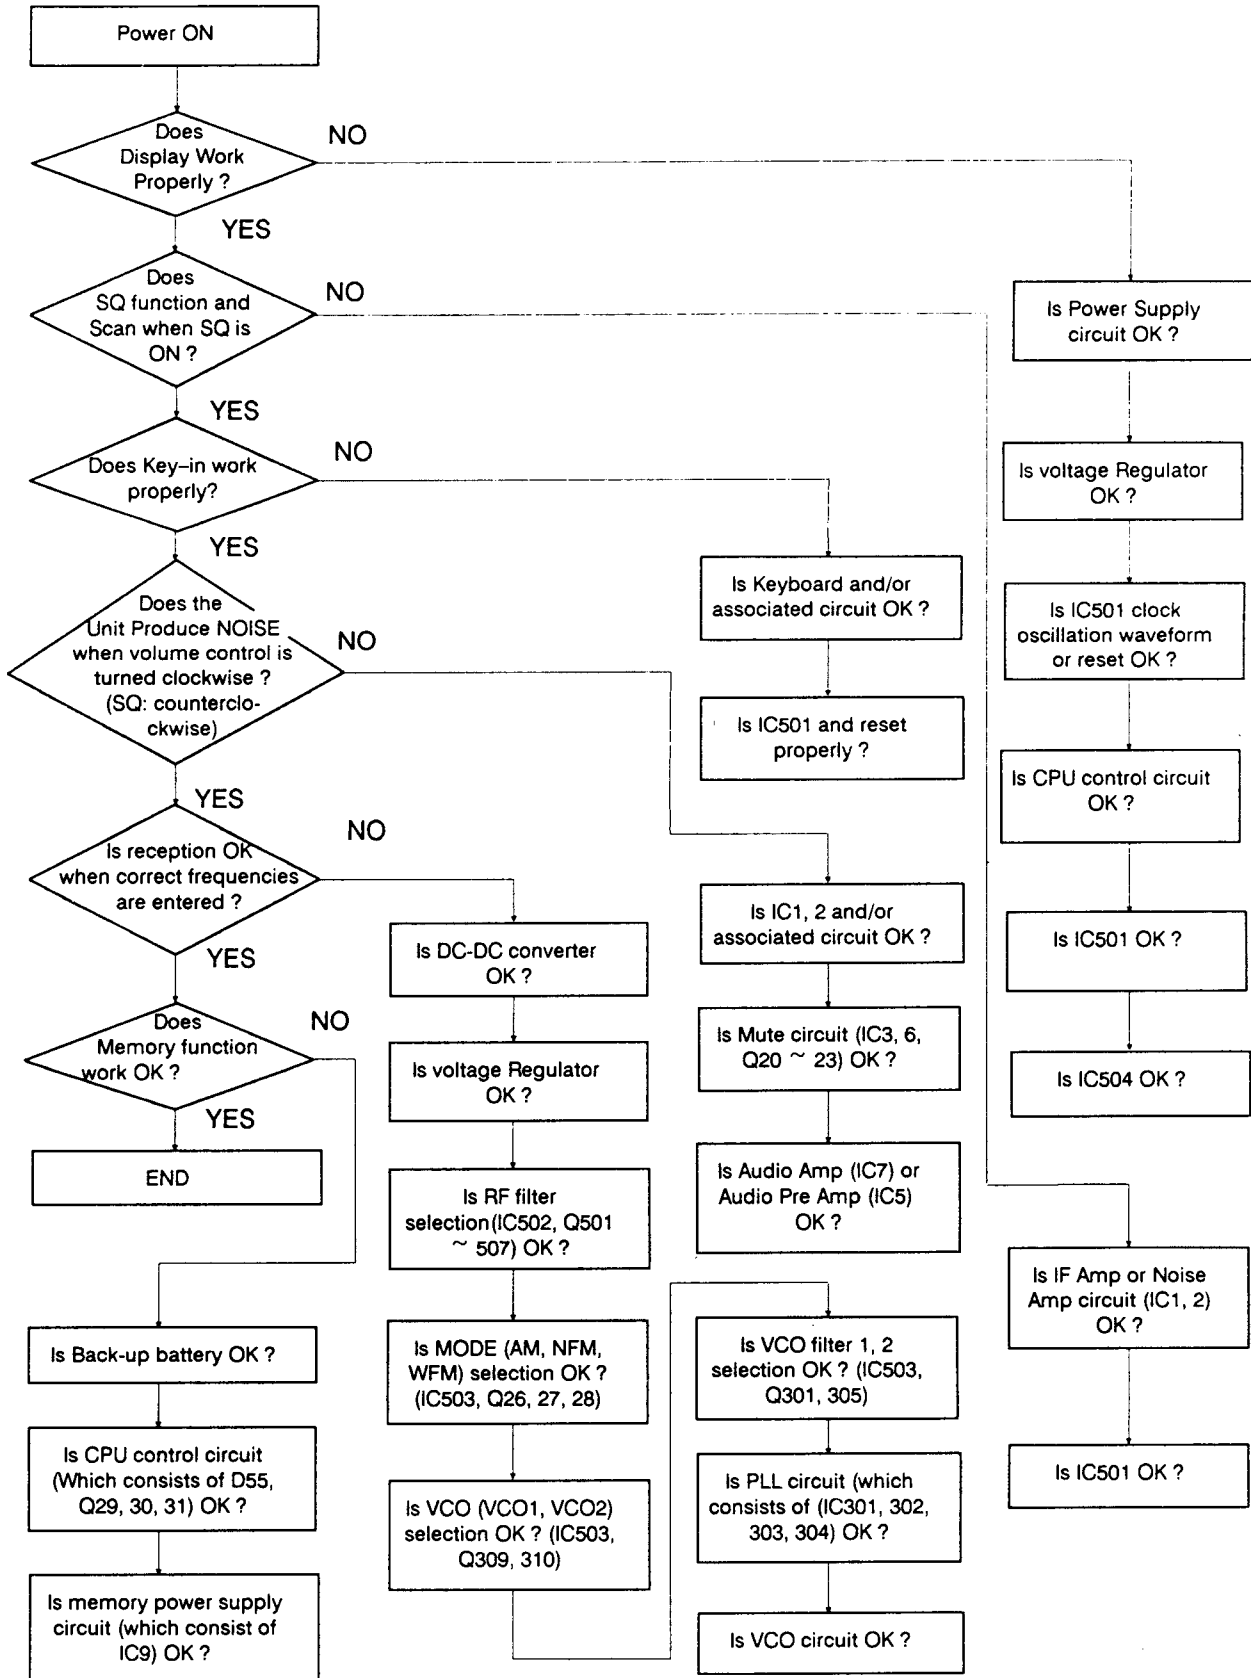 Power ON
Does
Display Work
Properly ?
NO
YES
Does
SQ function and
Scan when SQ is
ON ?
NO
YES
Does Key–in work
properly?
NO
YES
Does the
Unit Produce NOISE
when volume control is
turned clockwise ?
(SQ: counterclo-
ckwise)
NO
YES
Is reception OK
when correct frequencies
are entered ?
NO
YES
Does
Memory function
work OK ?
NO
YES
END
Is Back-up battery OK ?
Is CPU control circuit
(Which consists of D55,
Q29, 30, 31) OK ?
Is memory power supply
circuit (which consist of
IC9) OK ?
Is DC-DC converter
OK ?
Is voltage Regulator
OK ?
Is RF filter
selection(IC502, Q501
~ 507) OK ?
Is MODE (AM, NFM,
WFM) selection OK ?
(IC503, Q26, 27, 28)
Is VCO (VCO1, VCO2)
selection OK ? (IC503,
Q309, 310)
Is Keyboard and/or
associated circuit OK ?
Is IC501 and reset
properly ?
Is IC1, 2 and/or
associated circuit OK ?
Is Mute circuit (IC3, 6,
Q20 ~ 23) OK ?
Is Audio Amp (IC7) or
Audio Pre Amp (IC5)
OK ?
Is VCO filter 1, 2
selection OK ? (IC503,
Q301, 305)
Is PLL circuit (which
consists of (IC301, 302,
303, 304) OK ?
Is VCO circuit OK ?
Is Power Supply
circuit OK ?
Is voltage Regulator
OK ?
Is IC501 clock
oscillation waveform
or reset OK ?
Is CPU control circuit
OK ?
Is IC501 OK ?
Is IC504 OK ?
Is IF Amp or Noise
Amp circuit (IC1, 2)
OK ?
Is IC501 OK ?